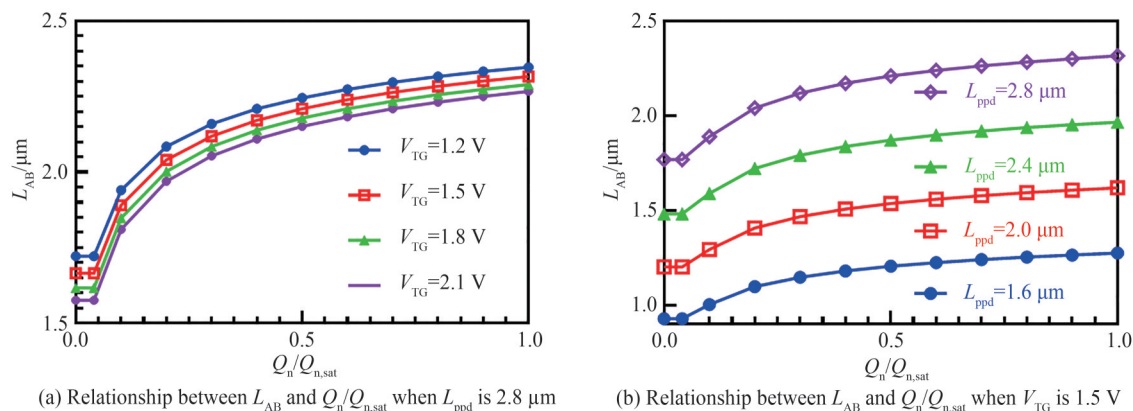 2.5
2.0
1.5
L_AB/μm
0.0
0.5
1.0
Q_n/Q_n,sat
V_TG=1.2 V
V_TG=1.5 V
V_TG=1.8 V
V_TG=2.1 V
(a) Relationship between L_AB and Q_n/Q_n,sat when L_ppd is 2.8 μm
2.5
2.0
1.5
1.0
L_AB/μm
0.0
0.5
1.0
Q_n/Q_n,sat
L_ppd=2.8 μm
L_ppd=2.4 μm
L_ppd=2.0 μm
L_ppd=1.6 μm
(b) Relationship between L_AB and Q_n/Q_n,sat when V_TG is 1.5 V